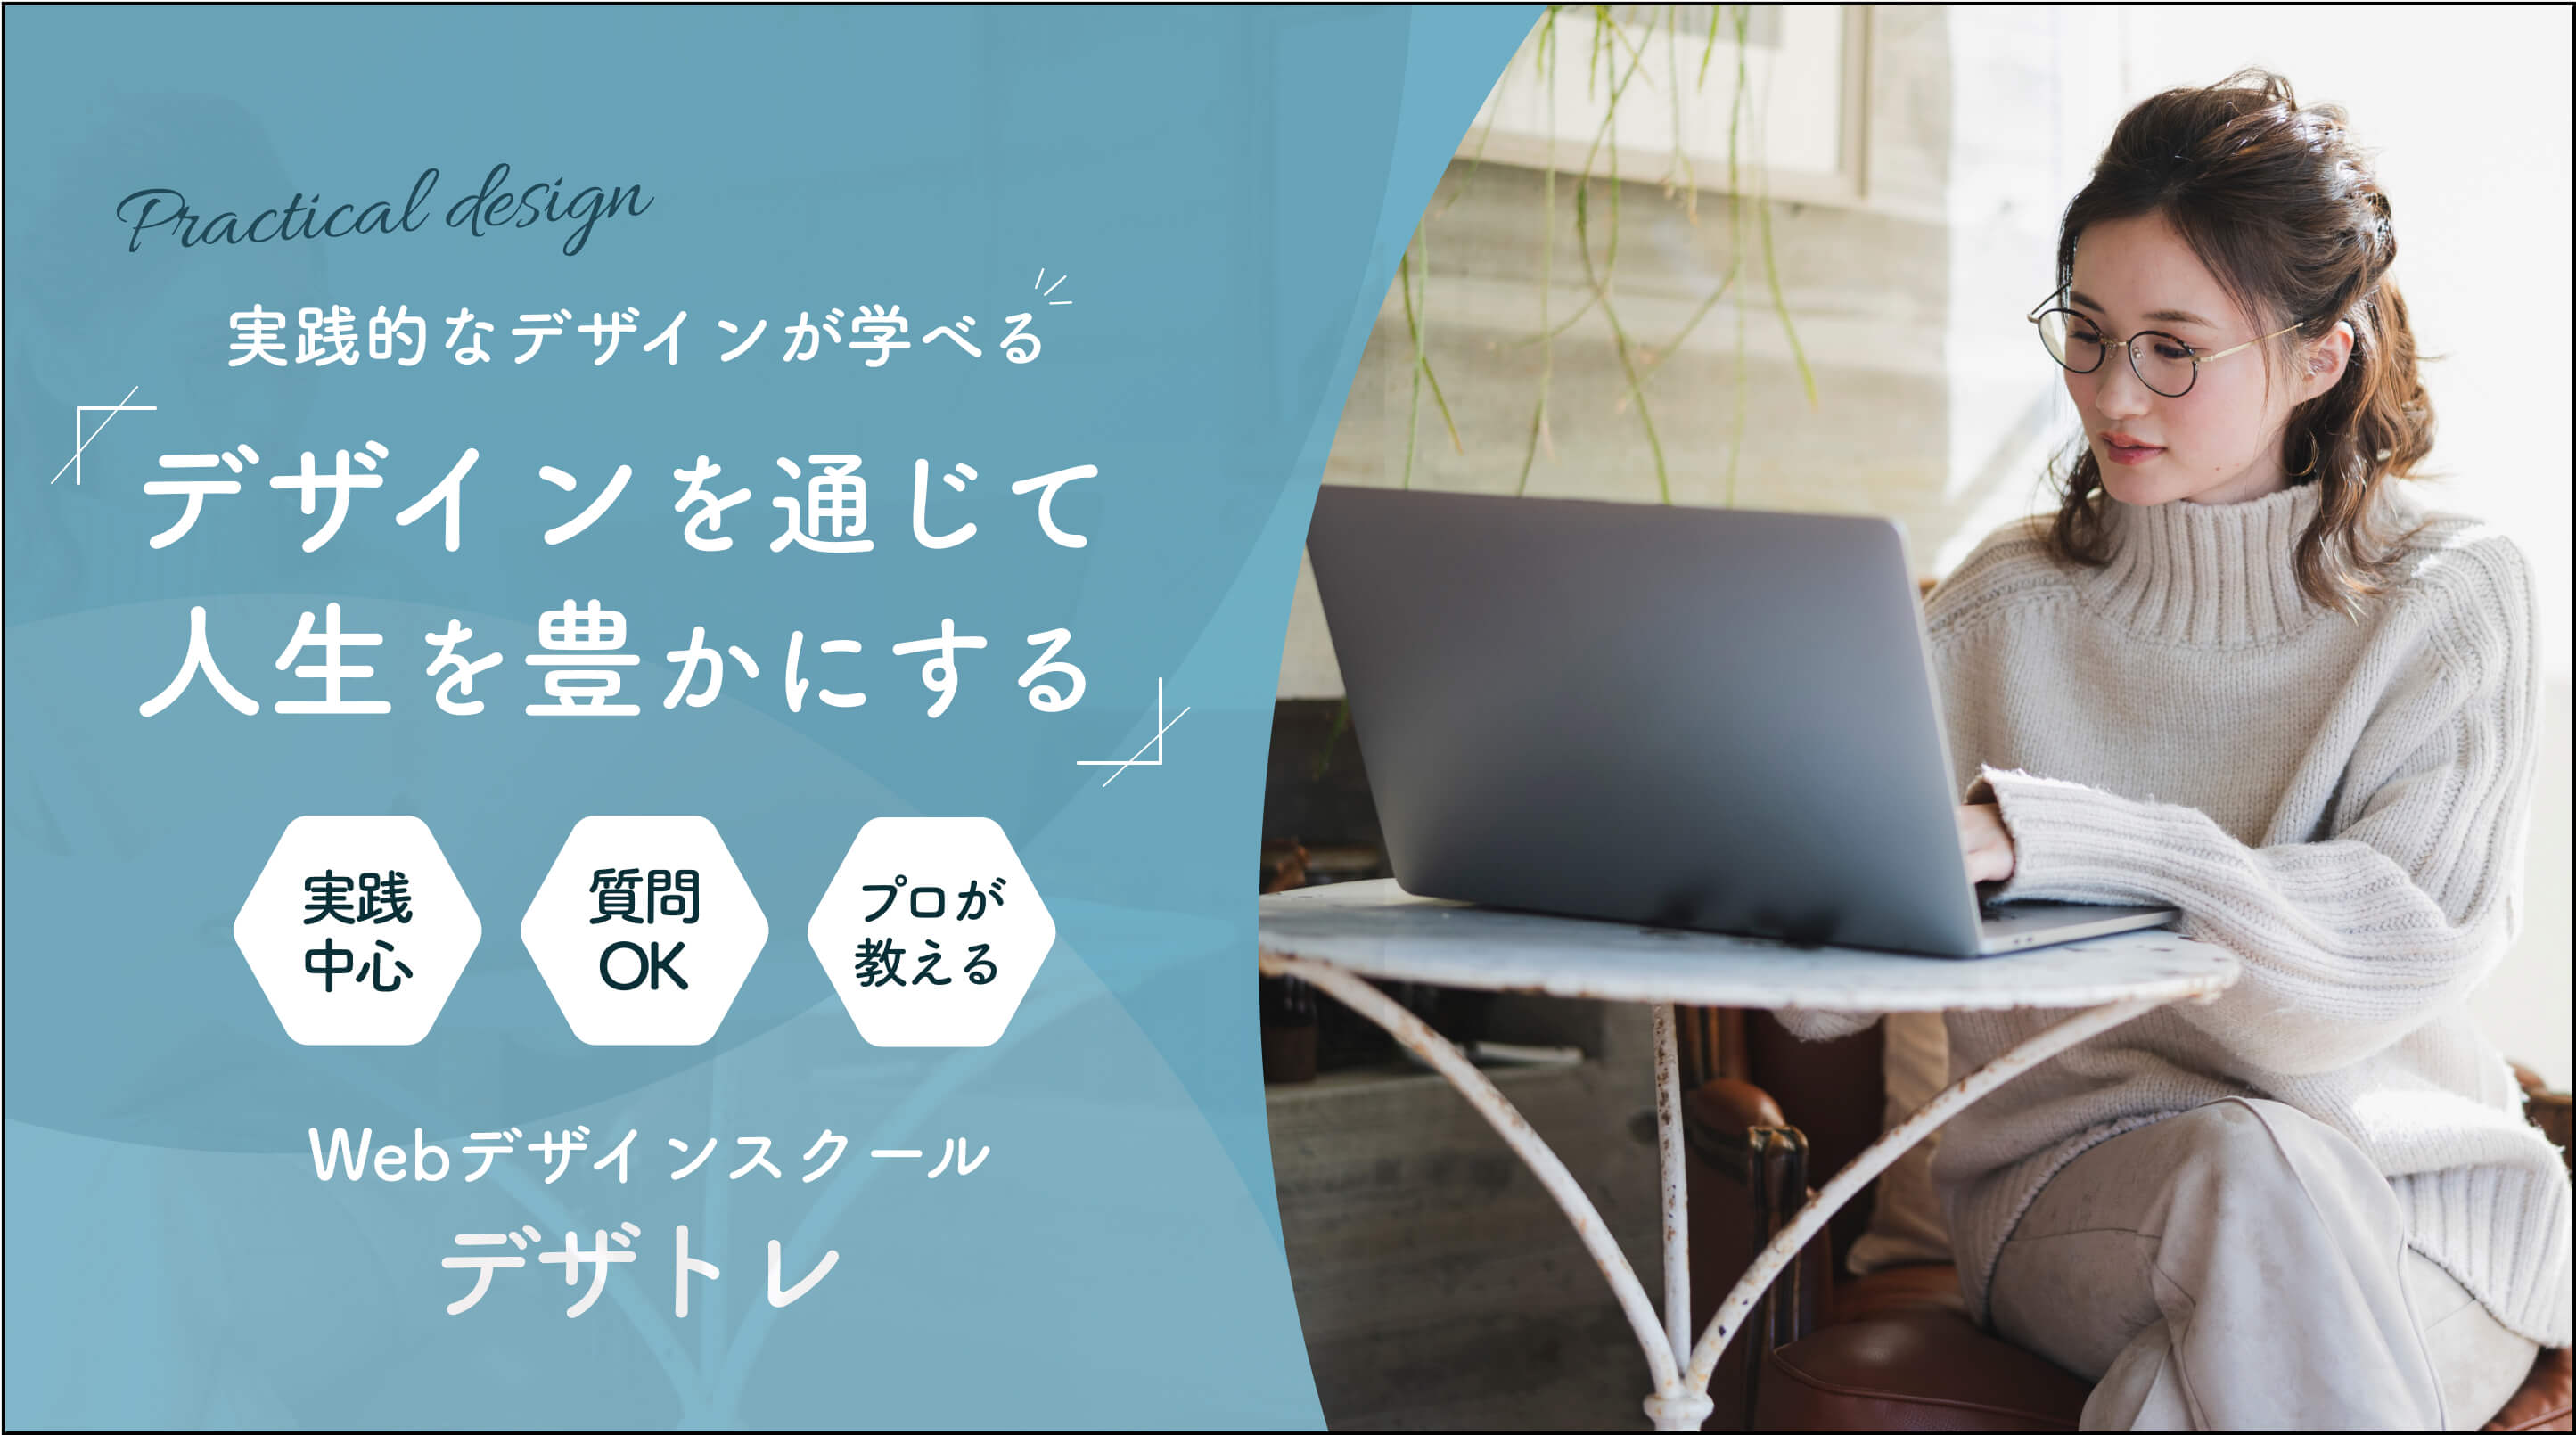 Practical design
実践的なデザインが学べる
デザインを通じて
人生を豊かにする
実践
中心
質問
OK
プロが
教える
Webデザインスクール
デザトレ